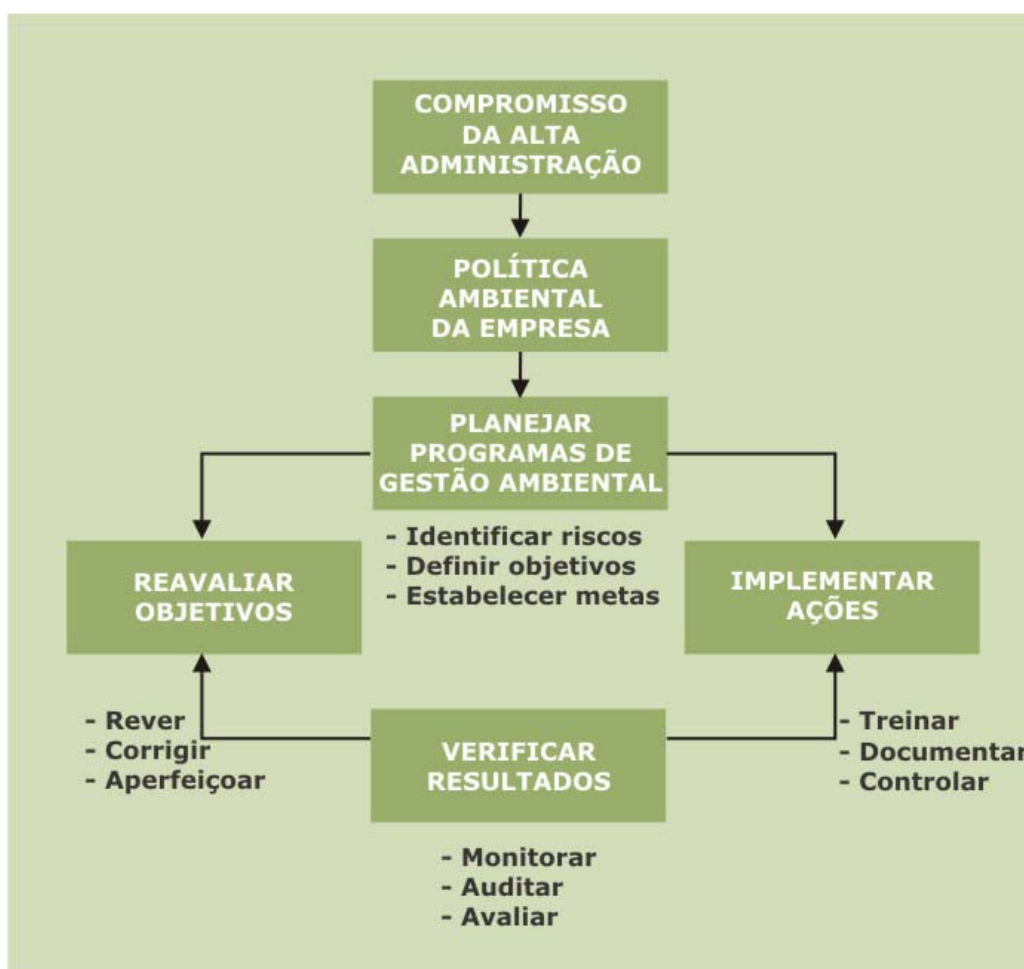 COMPROMISSO
DA ALTA
ADMINISTRAÇÃO
POLÍTICA
AMBIENTAL
DA EMPRESA
PLANEJAR
PROGRAMAS DE
GESTÃO AMBIENTAL
- Identificar riscos
- Definir objetivos
- Estabelecer metas
REAVALIAR
OBJETIVOS
IMPLEMENTAR
AÇÕES
- Rever
- Corrigir
- Aperfeiçoar
VERIFICAR
RESULTADOS
- Treinar
- Documentar
- Controlar
- Monitorar
- Auditar
- Avaliar